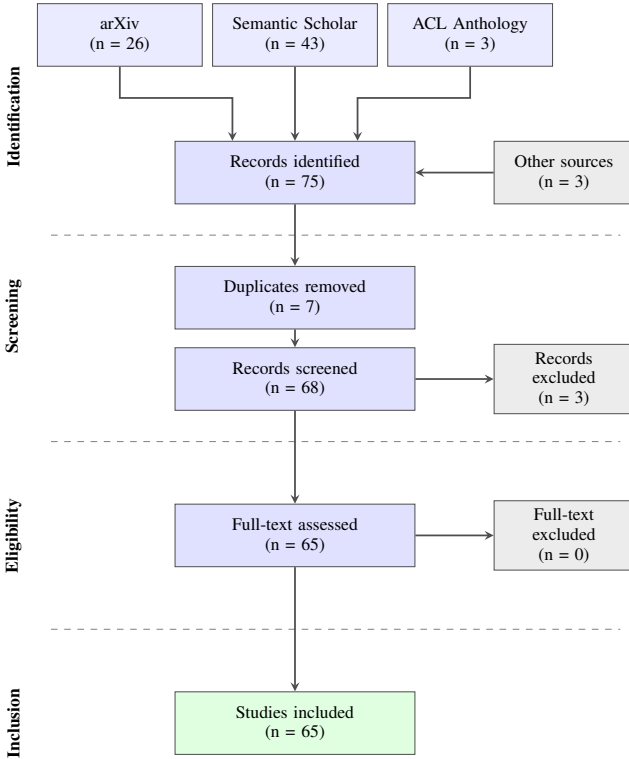 arXiv
(n = 26)
Semantic Scholar
(n = 43)
ACL Anthology
(n = 3)
Identification
Records identified
(n = 75)
Other sources
(n = 3)
Screening
Duplicates removed
(n = 7)
Records screened
(n = 68)
Records
excluded
(n = 3)
Eligibility
Full-text assessed
(n = 65)
Full-text
excluded
(n = 0)
Inclusion
Studies included
(n = 65)